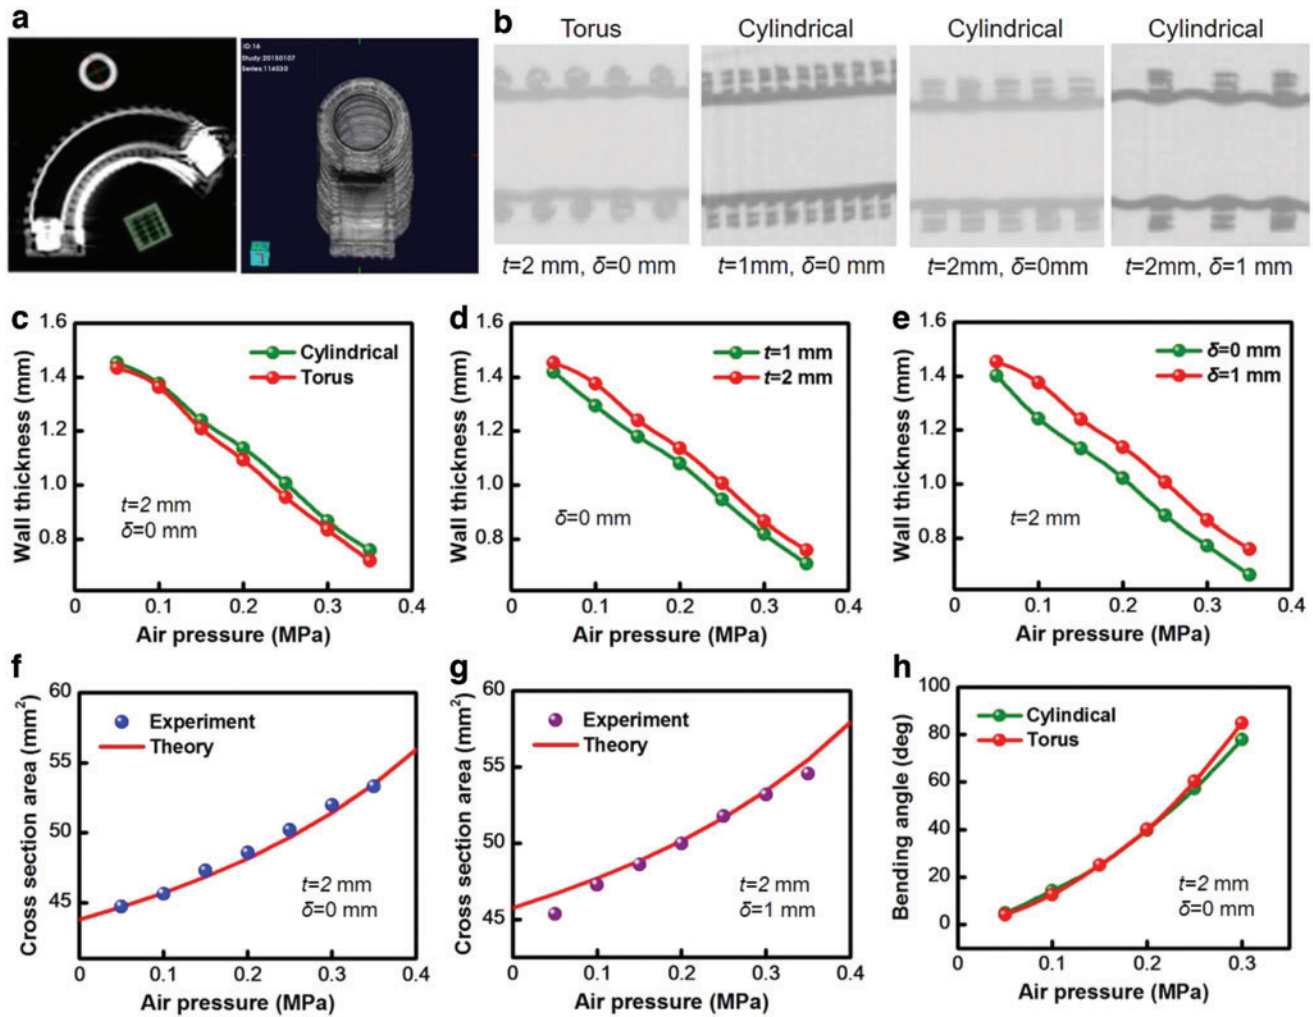 a
ID:16
Study:20150107
Series:114030
b
Torus
Cylindrical
Cylindrical
Cylindrical
t=2 mm, δ=0 mm
t=1mm, δ=0 mm
t=2mm, δ=0mm
t=2mm, δ=1 mm
c
1.6
1.4
1.2
1.0
0.8
Wall thickness (mm)
Cylindrical
Torus
t=2 mm
δ=0 mm
0
0.1
0.2
0.3
0.4
Air pressure (MPa)
d
1.6
1.4
1.2
1.0
0.8
Wall thickness (mm)
t=1 mm
t=2 mm
δ=0 mm
0
0.1
0.2
0.3
0.4
Air pressure (MPa)
e
1.6
1.4
1.2
1.0
0.8
Wall thickness (mm)
δ=0 mm
δ=1 mm
t=2 mm
0
0.1
0.2
0.3
0.4
Air pressure (MPa)
f
60
55
50
45
Cross section area (mm²)
Experiment
Theory
t=2 mm
δ=0 mm
0
0.1
0.2
0.3
0.4
Air pressure (MPa)
g
60
55
50
45
Cross section area (mm²)
Experiment
Theory
t=2 mm
δ=1 mm
0
0.1
0.2
0.3
0.4
Air pressure (MPa)
h
100
80
60
40
20
0
Bending angle (deg)
Cylindical
Torus
t=2 mm
δ=0 mm
0
0.1
0.2
0.3
Air pressure (MPa)